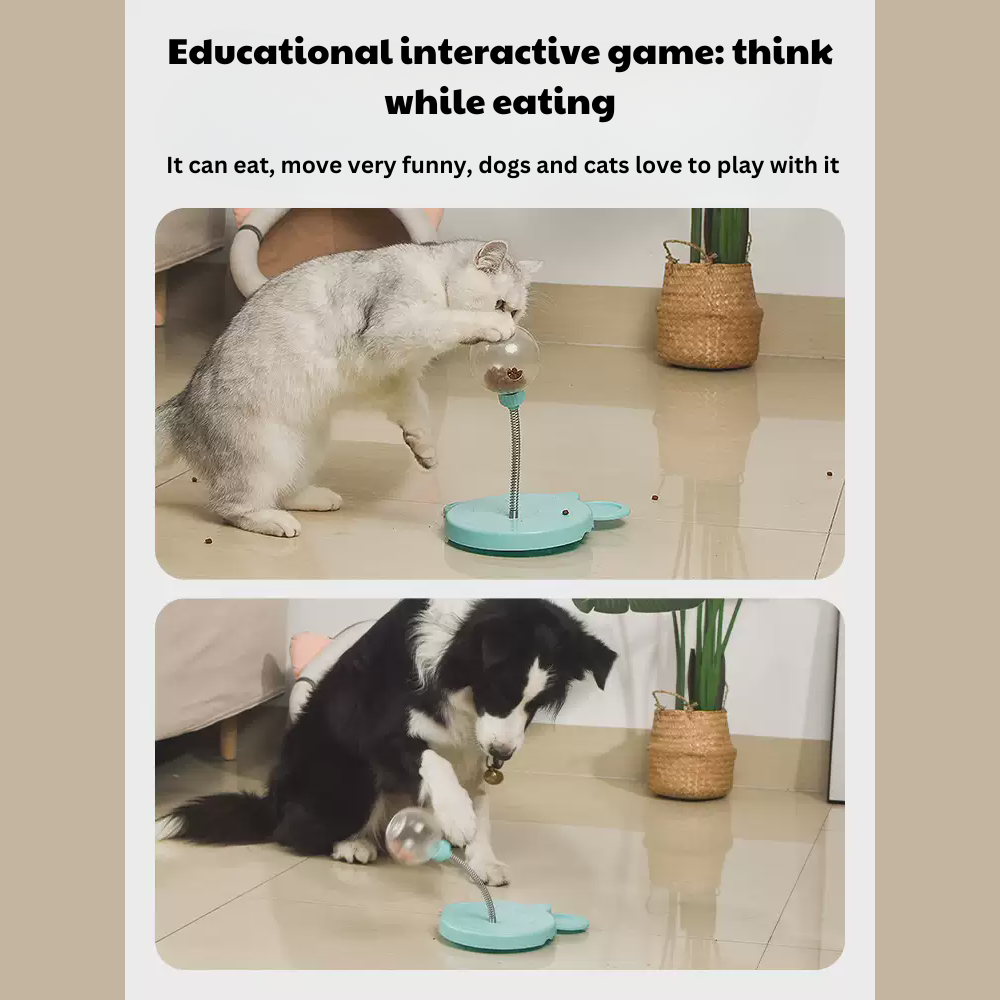 Educational interactive game: think
while eating
It can eat, move very funny, dogs and cats love to play with it